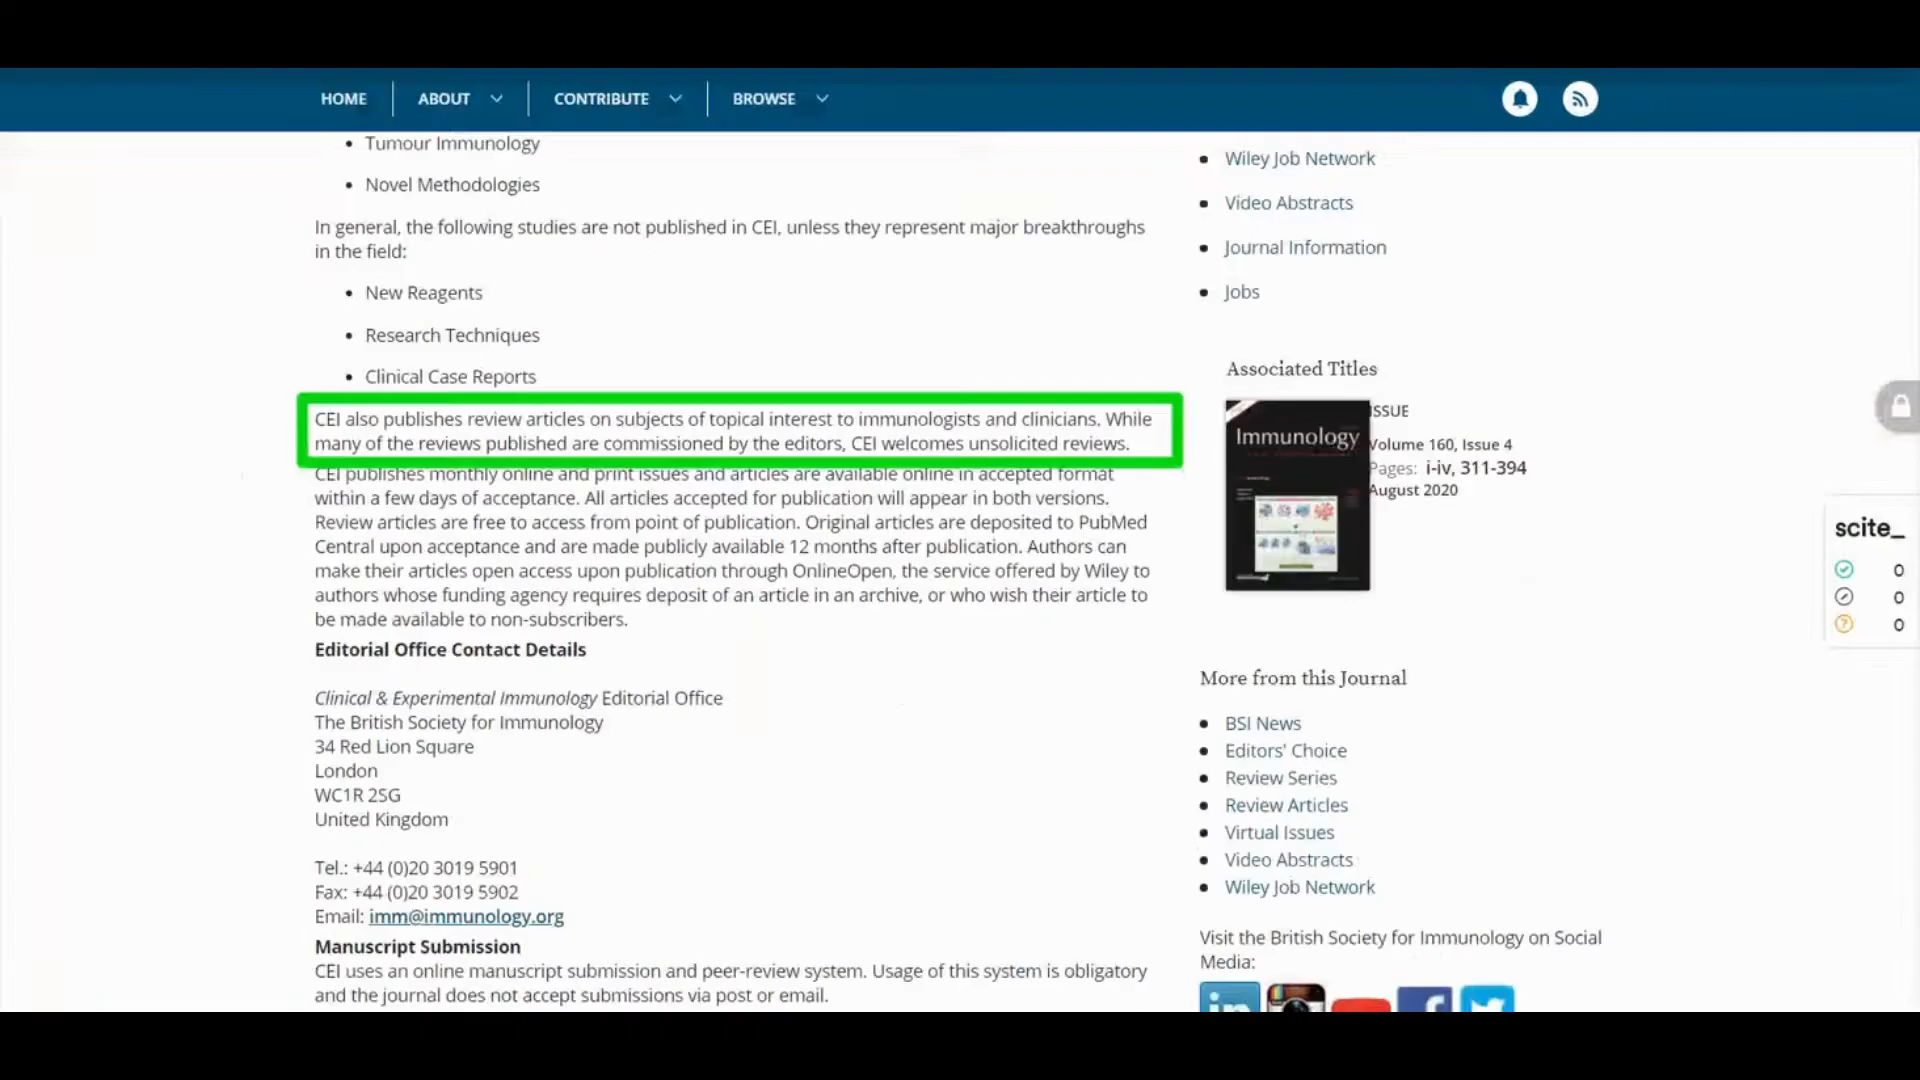 HOME
ABOUT
CONTRIBUTE
BROWSE
Tumour Immunology
Novel Methodologies
In general, the following studies are not published in CEI, unless they represent major breakthroughs
in the field:
New Reagents
Research Techniques
Clinical Case Reports
CEI also publishes review articles on subjects of topical interest to immunologists and clinicians. While
many of the reviews published are commissioned by the editors, CEI welcomes unsolicited reviews.
CEI publishes monthly online and print issues and articles are available online in accepted format
within a few days of acceptance. All articles accepted for publication will appear in both versions.
Review articles are free to access from point of publication. Original articles are deposited to PubMed
Central upon acceptance and are made publicly available 12 months after publication. Authors can
make their articles open access upon publication through OnlineOpen, the service offered by Wiley to
authors whose funding agency requires deposit of an article in an archive, or who wish their article to
be made available to non-subscribers.
Editorial Office Contact Details
Clinical & Experimental Immunology Editorial Office
The British Society for Immunology
34 Red Lion Square
London
WC1R 2SG
United Kingdom
Tel.: +44 (0)20 3019 5901
Fax: +44 (0)20 3019 5902
Email: imm@immunology.org
Manuscript Submission
CEI uses an online manuscript submission and peer-review system. Usage of this system is obligatory
and the journal does not accept submissions via post or email.
Wiley Job Network
Video Abstracts
Journal Information
Jobs
Associated Titles
Immunology
ISSUE
Volume 160, Issue 4
Pages: i-iv, 311-394
August 2020
More from this Journal
BSI News
Editors' Choice
Review Series
Review Articles
Virtual Issues
Video Abstracts
Wiley Job Network
Visit the British Society for Immunology on Social
Media:
in
f
scite_
0
0
? 0